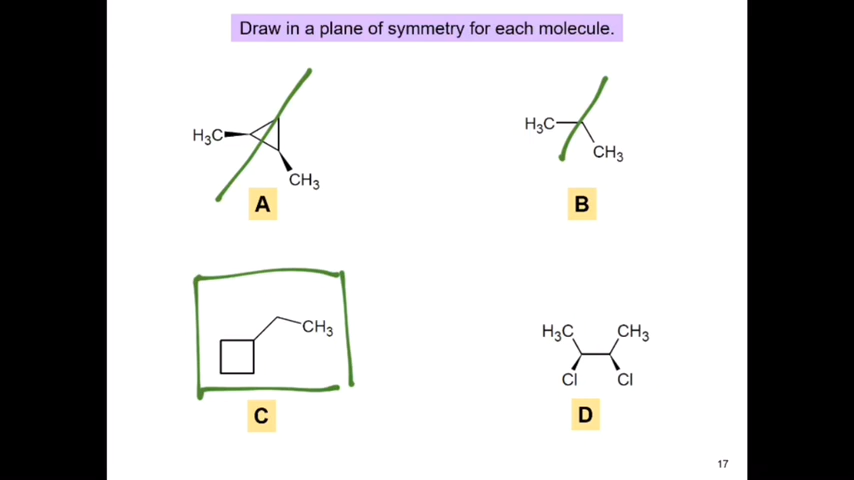 Draw in a plane of symmetry for each molecule.
H₃C
CH₃
A
H₃C
CH₃
B
CH₃
C
H₃C CH₃
Cl Cl
D
17